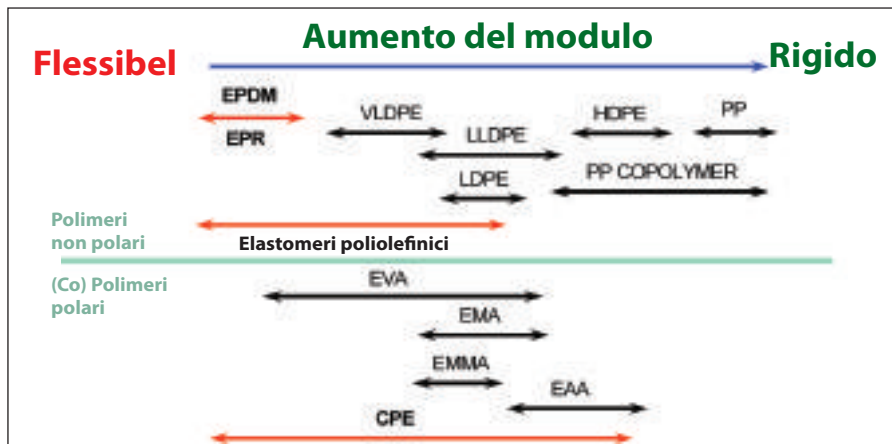 Aumento del modulo
Flessibel
Rigido
EPDM
EPR
VLDPE
HDPE
PP
LLDPE
LDPE
PP COPOLYMER
Polimeri
non polari
Elastomeri poliolefinici
(Co) Polimeri
polari
EVA
EMA
EMMA
EAA
CPE